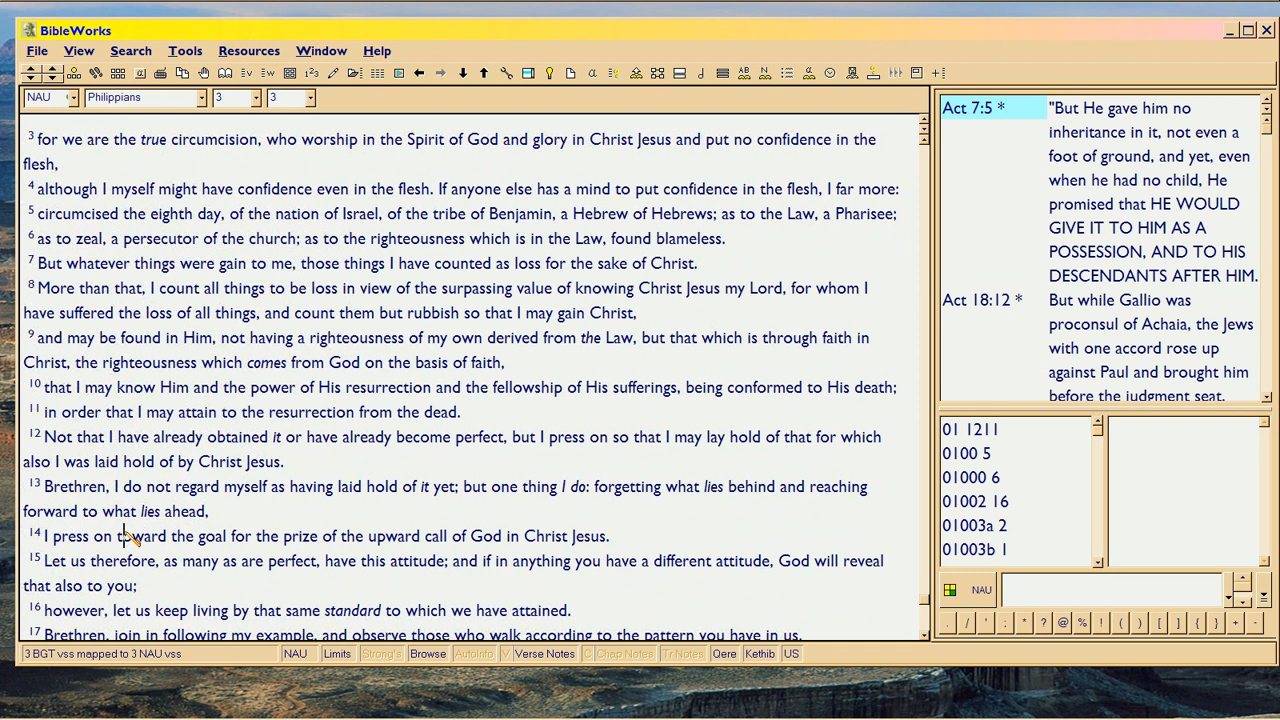 BibleWorks
File View Search Tools Resources Window Help
NAU Philippians 3 3
3 for we are the true circumcision, who worship in the Spirit of God and glory in Christ Jesus and put no confidence in the
flesh,
4 although I myself might have confidence even in the flesh. If anyone else has a mind to put confidence in the flesh, I far more:
5 circumcised the eighth day, of the nation of Israel, of the tribe of Benjamin, a Hebrew of Hebrews; as to the Law, a Pharisee;
6 as to zeal, a persecutor of the church; as to the righteousness which is in the Law, found blameless.
7 But whatever things were gain to me, those things I have counted as loss for the sake of Christ.
8 More than that, I count all things to be loss in view of the surpassing value of knowing Christ Jesus my Lord, for whom I
have suffered the loss of all things, and count them but rubbish so that I may gain Christ,
9 and may be found in Him, not having a righteousness of my own derived from the Law, but that which is through faith in
Christ, the righteousness which comes from God on the basis of faith,
10 that I may know Him and the power of His resurrection and the fellowship of His sufferings, being conformed to His death;
11 in order that I may attain to the resurrection from the dead.
12 Not that I have already obtained it or have already become perfect, but I press on so that I may lay hold of that for which
also I was laid hold of by Christ Jesus.
13 Brethren, I do not regard myself as having laid hold of it yet; but one thing I do: forgetting what lies behind and reaching
forward to what lies ahead,
14 I press on toward the goal for the prize of the upward call of God in Christ Jesus.
15 Let us therefore, as many as are perfect, have this attitude; and if in anything you have a different attitude, God will reveal
that also to you;
16 however, let us keep living by that same standard to which we have attained.
17 Brethren, join in following my example, and observe those who walk according to the pattern you have in us.
3 BGT vss mapped to 3 NAU vss NAU Limits Strong's Browse AutoInfo V Verse Notes C Chap Notes Tr Notes Qere Kethib US
Act 7:5 * "But He gave him no
inheritance in it, not even a
foot of ground, and yet, even
when he had no child, He
promised that HE WOULD
GIVE IT TO HIM AS A
POSSESSION, AND TO HIS
DESCENDANTS AFTER HIM.
Act 18:12 * But while Gallio was
proconsul of Achaia, the Jews
with one accord rose up
against Paul and brought him
before the judgment seat,
01 1211
0100 5
01000 6
01002 16
01003a 2
01003b 1
NAU
. / ' ; * ? @ % ! ( ) [ ] { } + -